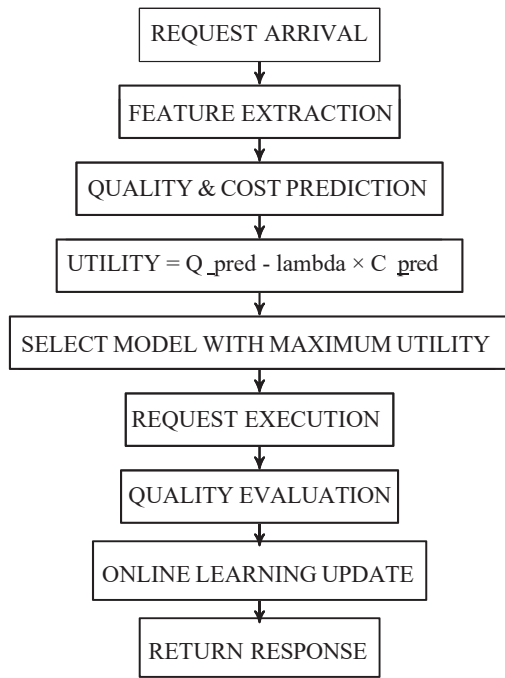 REQUEST ARRIVAL
FEATURE EXTRACTION
QUALITY & COST PREDICTION
UTILITY = Q_pred - lambda × C_pred
SELECT MODEL WITH MAXIMUM UTILITY
REQUEST EXECUTION
QUALITY EVALUATION
ONLINE LEARNING UPDATE
RETURN RESPONSE